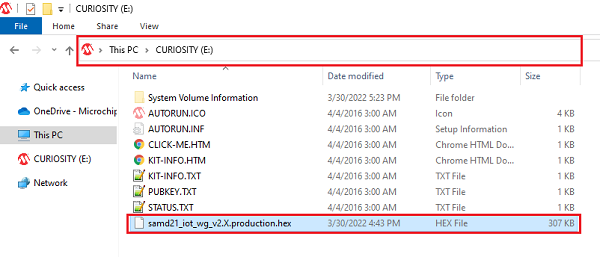 CURIOSITY (E:)
File Home Share View
This PC CURIOSITY (E:)
Name Date modified Type Size
Quick access
OneDrive - Microchip
This PC
CURIOSITY (E:)
Network
System Volume Information 3/30/2022 5:23 PM File folder
AUTORUN.ICO 4/4/2016 3:00 AM Icon 4 KB
AUTORUN.INF 4/4/2016 3:00 AM Setup Information 1 KB
CLICK-ME.HTM 4/4/2016 3:00 AM Chrome HTML Do... 1 KB
KIT-INFO.HTM 4/4/2016 3:00 AM Chrome HTML Do... 1 KB
KIT-INFO.TXT 4/4/2016 3:00 AM TXT File 1 KB
PUBKEY.TXT 4/4/2016 3:00 AM TXT File 1 KB
STATUS.TXT 4/4/2016 3:00 AM TXT File 1 KB
samd21_iot_wg_v2.X.production.hex 3/30/2022 4:43 PM HEX File 307 KB